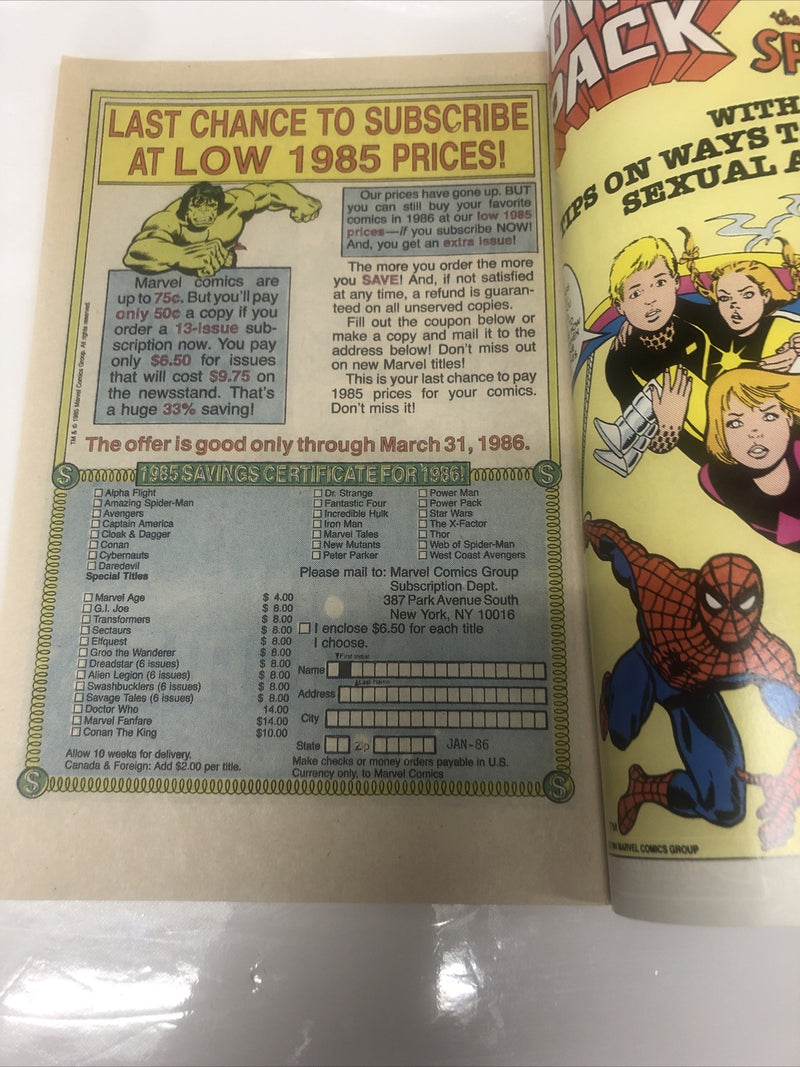 LAST CHANCE TO SUBSCRIBE
AT LOW 1985 PRICES!
Our prices have gone up. BUT
you can still buy your favorite
comics in 1986 at our low 1985
prices—if you subscribe NOW!
And, you get an extra issue!
Marvel comics are
up to 75¢. But you'll pay
only 50¢ a copy if you
order a 13-issue sub-
scription now. You pay
only $6.50 for issues
that will cost $9.75 on
the newsstand. That's
a huge 33% saving!
The more you order the more
you SAVE! And, if not satisfied
at any time, a refund is guaran-
teed on all unserved copies.
Fill out the coupon below or
make a copy and mail it to the
address below! Don't miss out
on new Marvel titles!
This is your last chance to pay
1985 prices for your comics.
Don't miss it!
TM & © 1985 Marvel Comics Group. All rights reserved.
The offer is good only through March 31, 1986.
$ 1985 SAVINGS CERTIFICATE FOR 1986! $
Alpha Flight
Amazing Spider-Man
Avengers
Captain America
Cloak & Dagger
Conan
Cybernauts
Daredevil
Dr. Strange
Fantastic Four
Incredible Hulk
Iron Man
Marvel Tales
New Mutants
Peter Parker
Power Man
Power Pack
Star Wars
The X-Factor
Thor
Web of Spider-Man
West Coast Avengers
Special Titles
Marvel Age $ 4.00
G.I. Joe $ 8.00
Transformers $ 8.00
Sectaurs $ 8.00
Elfquest $ 8.00
Groo the Wanderer $ 8.00
Dreadstar (6 issues) $ 8.00
Alien Legion (6 issues) $ 8.00
Swashbucklers (6 issues) $ 8.00
Savage Tales (6 issues) $ 8.00
Doctor Who 14.00
Marvel Fanfare $14.00
Conan The King $10.00
Allow 10 weeks for delivery.
Canada & Foreign: Add $2.00 per title.
Please mail to: Marvel Comics Group
Subscription Dept.
387 Park Avenue South
New York, NY 10016
I enclose $6.50 for each title
I choose.
First Initial
Name
Last Name
Address
City
State Zip JAN-86
Make checks or money orders payable in U.S.
Currency only, to Marvel Comics
$ $
PACK
the
SP
WITH
TIPS ON WAYS T
SEXUAL A
TM
MARVEL COMICS GROUP